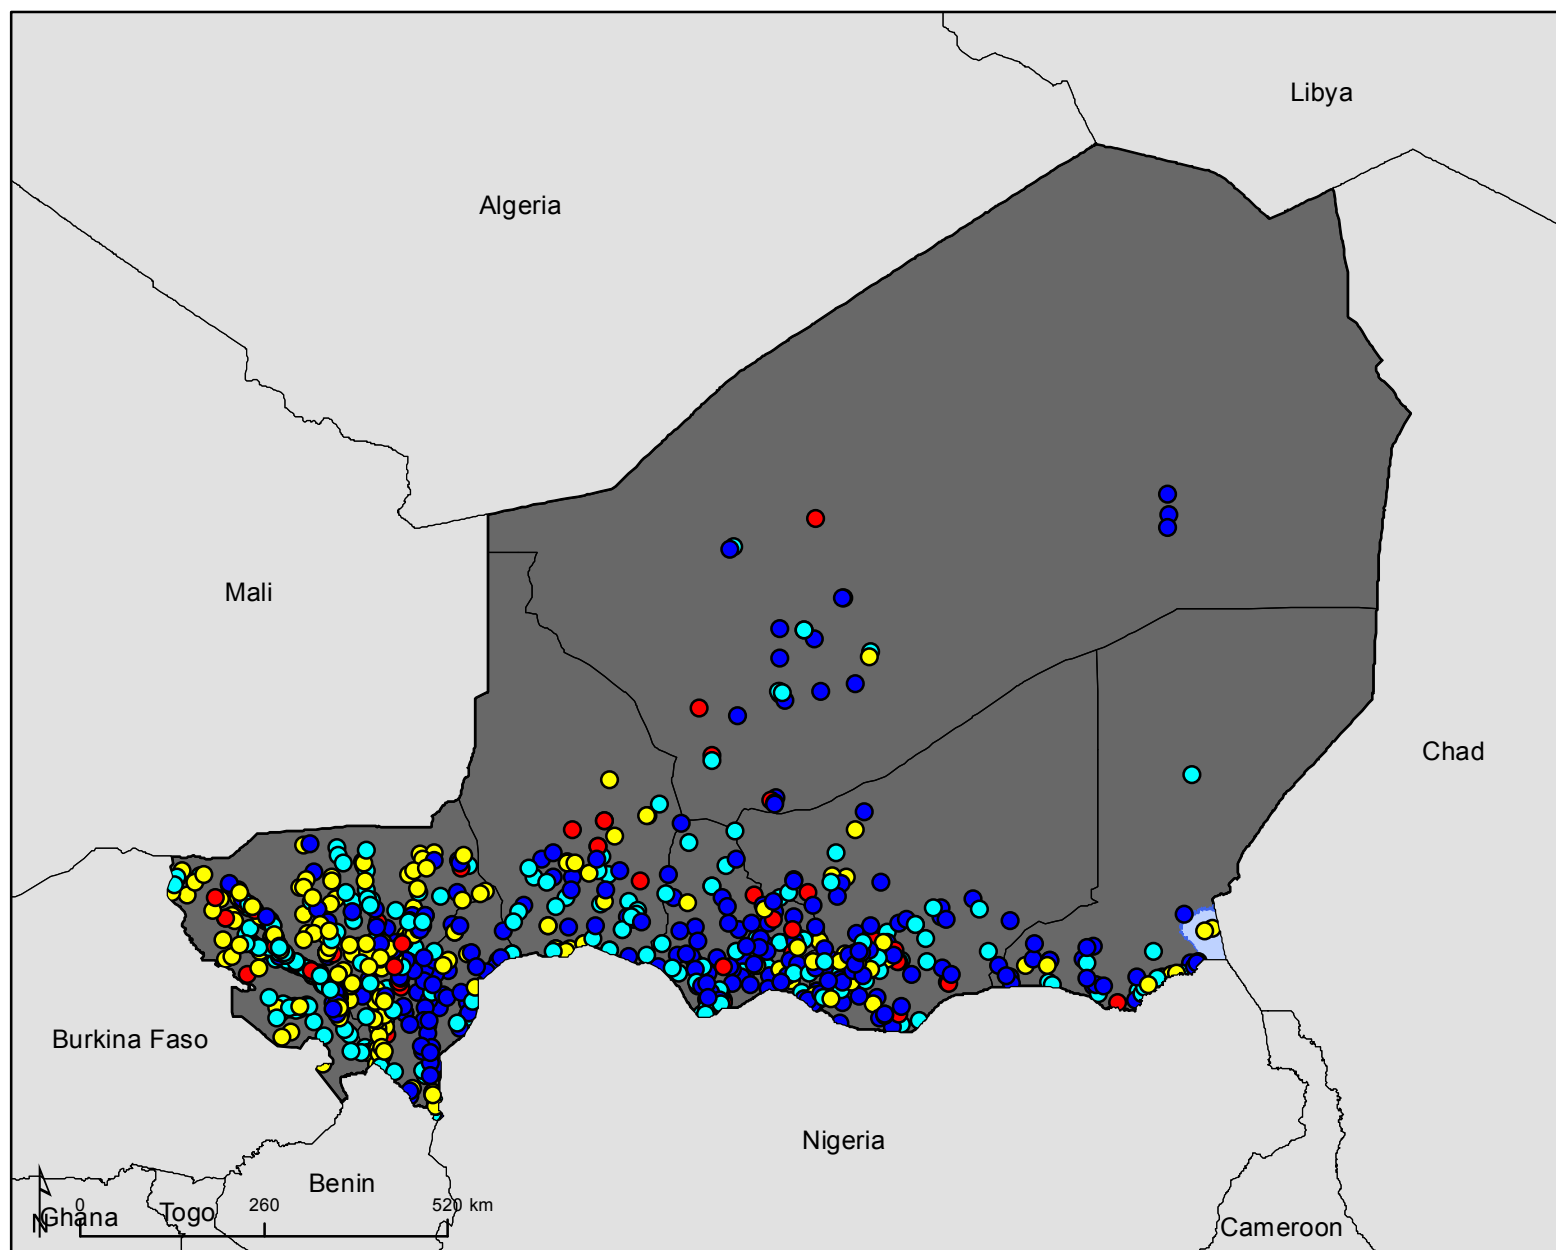 Libya
Algeria
Mali
Chad
Burkina Faso
Nigeria
Benin
0 260 520 km
Togo
N
Ghana
Cameroon